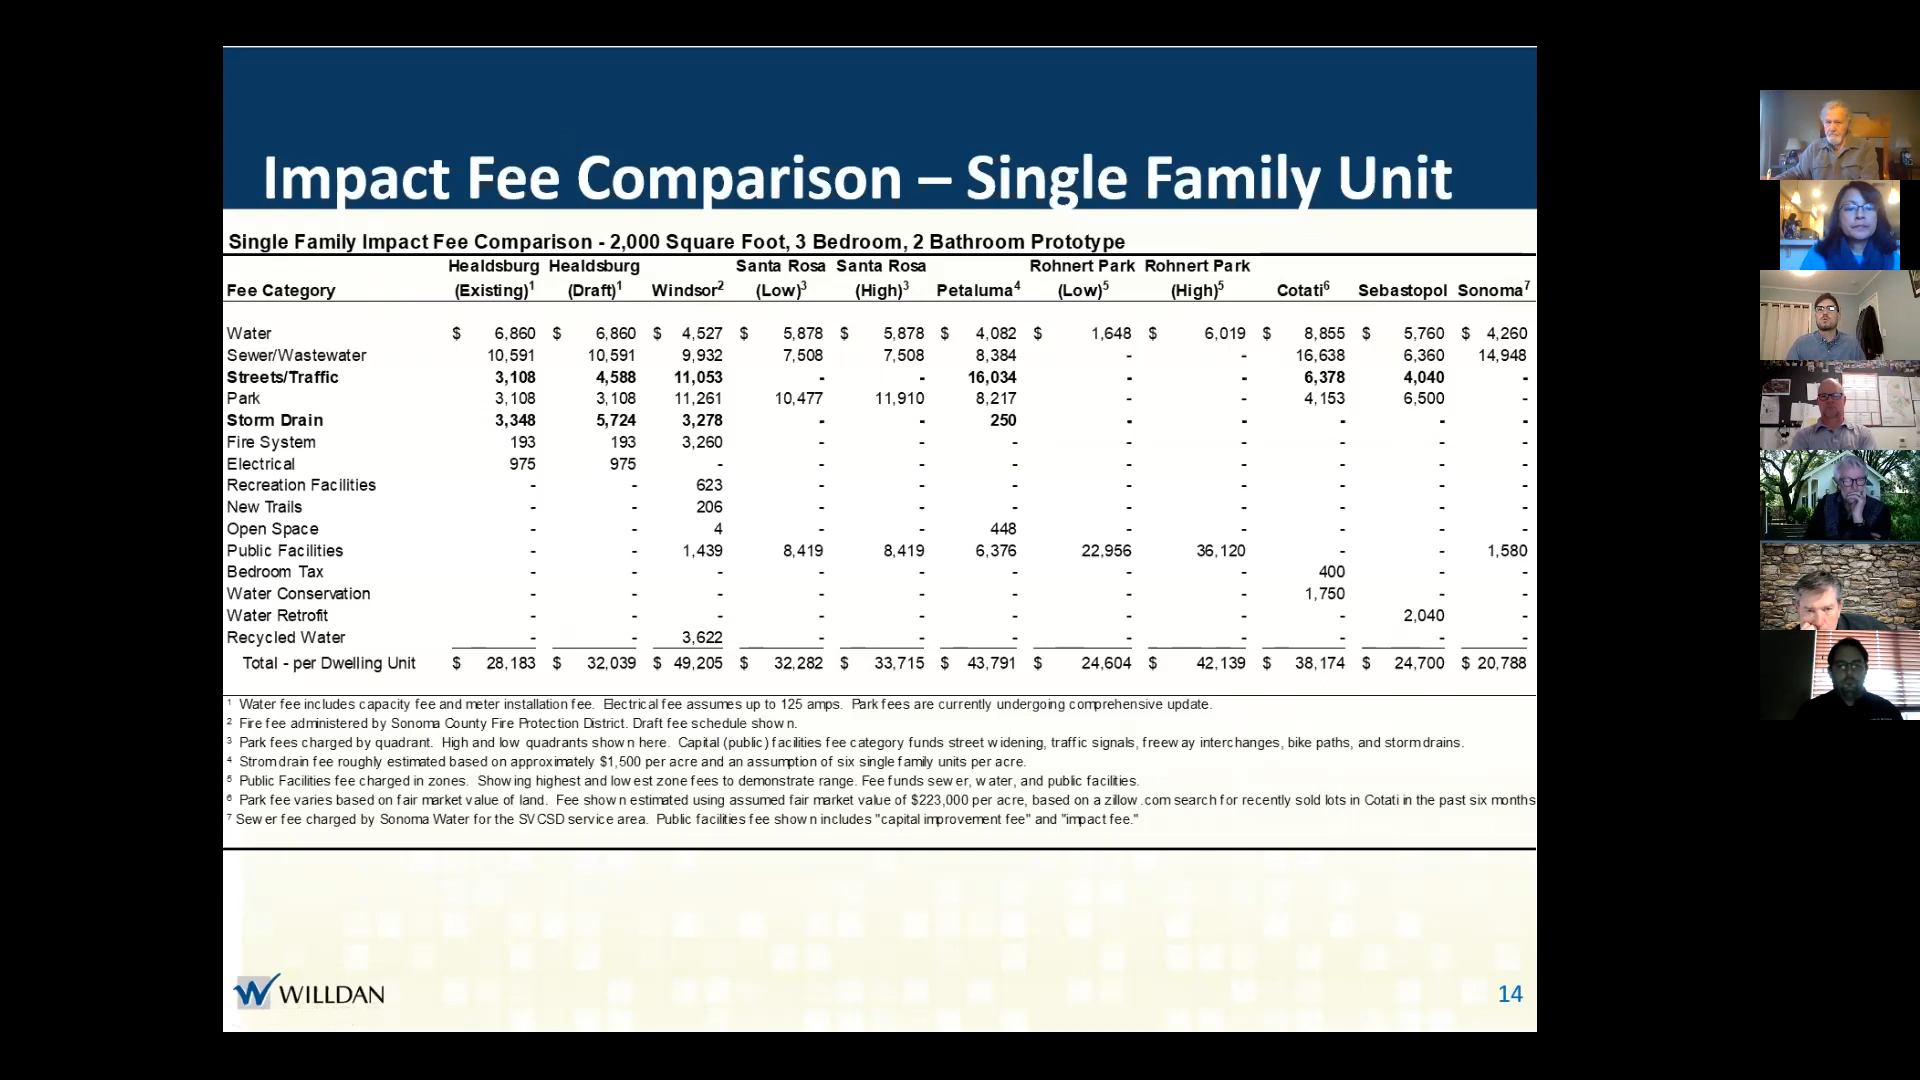 Impact Fee Comparison – Single Family Unit
Single Family Impact Fee Comparison - 2,000 Square Foot, 3 Bedroom, 2 Bathroom Prototype
Healdsburg Healdsburg Santa Rosa Santa Rosa Rohnert Park Rohnert Park
Fee Category (Existing)1 (Draft)1 Windsor2 (Low)3 (High)3 Petaluma4 (Low)5 (High)5 Cotati6 Sebastopol Sonoma7
Water $ 6,860 $ 6,860 $ 4,527 $ 5,878 $ 5,878 $ 4,082 $ 1,648 $ 6,019 $ 8,855 $ 5,760 $ 4,260
Sewer/Wastewater 10,591 10,591 9,932 7,508 7,508 8,384 - - 16,638 6,360 14,948
Streets/Traffic 3,108 4,588 11,053 - - 16,034 - - 6,378 4,040 -
Park 3,108 3,108 11,261 10,477 11,910 8,217 - - 4,153 6,500 -
Storm Drain 3,348 5,724 3,278 - - 250 - - - - -
Fire System 193 193 3,260 - - - - - - - -
Electrical 975 975 - - - - - - - - -
Recreation Facilities - - 623 - - - - - - - -
New Trails - - 206 - - - - - - - -
Open Space - - 4 - - 448 - - - - -
Public Facilities - - 1,439 8,419 8,419 6,376 22,956 36,120 - - 1,580
Bedroom Tax - - - - - - - - 400 - -
Water Conservation - - - - - - - - 1,750 - -
Water Retrofit - - - - - - - - - 2,040 -
Recycled Water - - 3,622 - - - - - - - -
Total - per Dwelling Unit $ 28,183 $ 32,039 $ 49,205 $ 32,282 $ 33,715 $ 43,791 $ 24,604 $ 42,139 $ 38,174 $ 24,700 $ 20,788
1 Water fee includes capacity fee and meter installation fee. Electrical fee assumes up to 125 amps. Park fees are currently undergoing comprehensive update.
2 Fire fee administered by Sonoma County Fire Protection District. Draft fee schedule shown.
3 Park fees charged by quadrant. High and low quadrants shown here. Capital (public) facilities fee category funds street widening, traffic signals, freeway interchanges, bike paths, and storm drains.
4 Strom drain fee roughly estimated based on approximately $1,500 per acre and an assumption of six single family units per acre.
5 Public Facilities fee charged in zones. Showing highest and lowest zone fees to demonstrate range. Fee funds sewer, water, and public facilities.
6 Park fee varies based on fair market value of land. Fee shown estimated using assumed fair market value of $223,000 per acre, based on a zillow.com search for recently sold lots in Cotati in the past six months
7 Sewer fee charged by Sonoma Water for the SVCSD service area. Public facilities fee shown includes "capital improvement fee" and "impact fee."
W WILLDAN
14